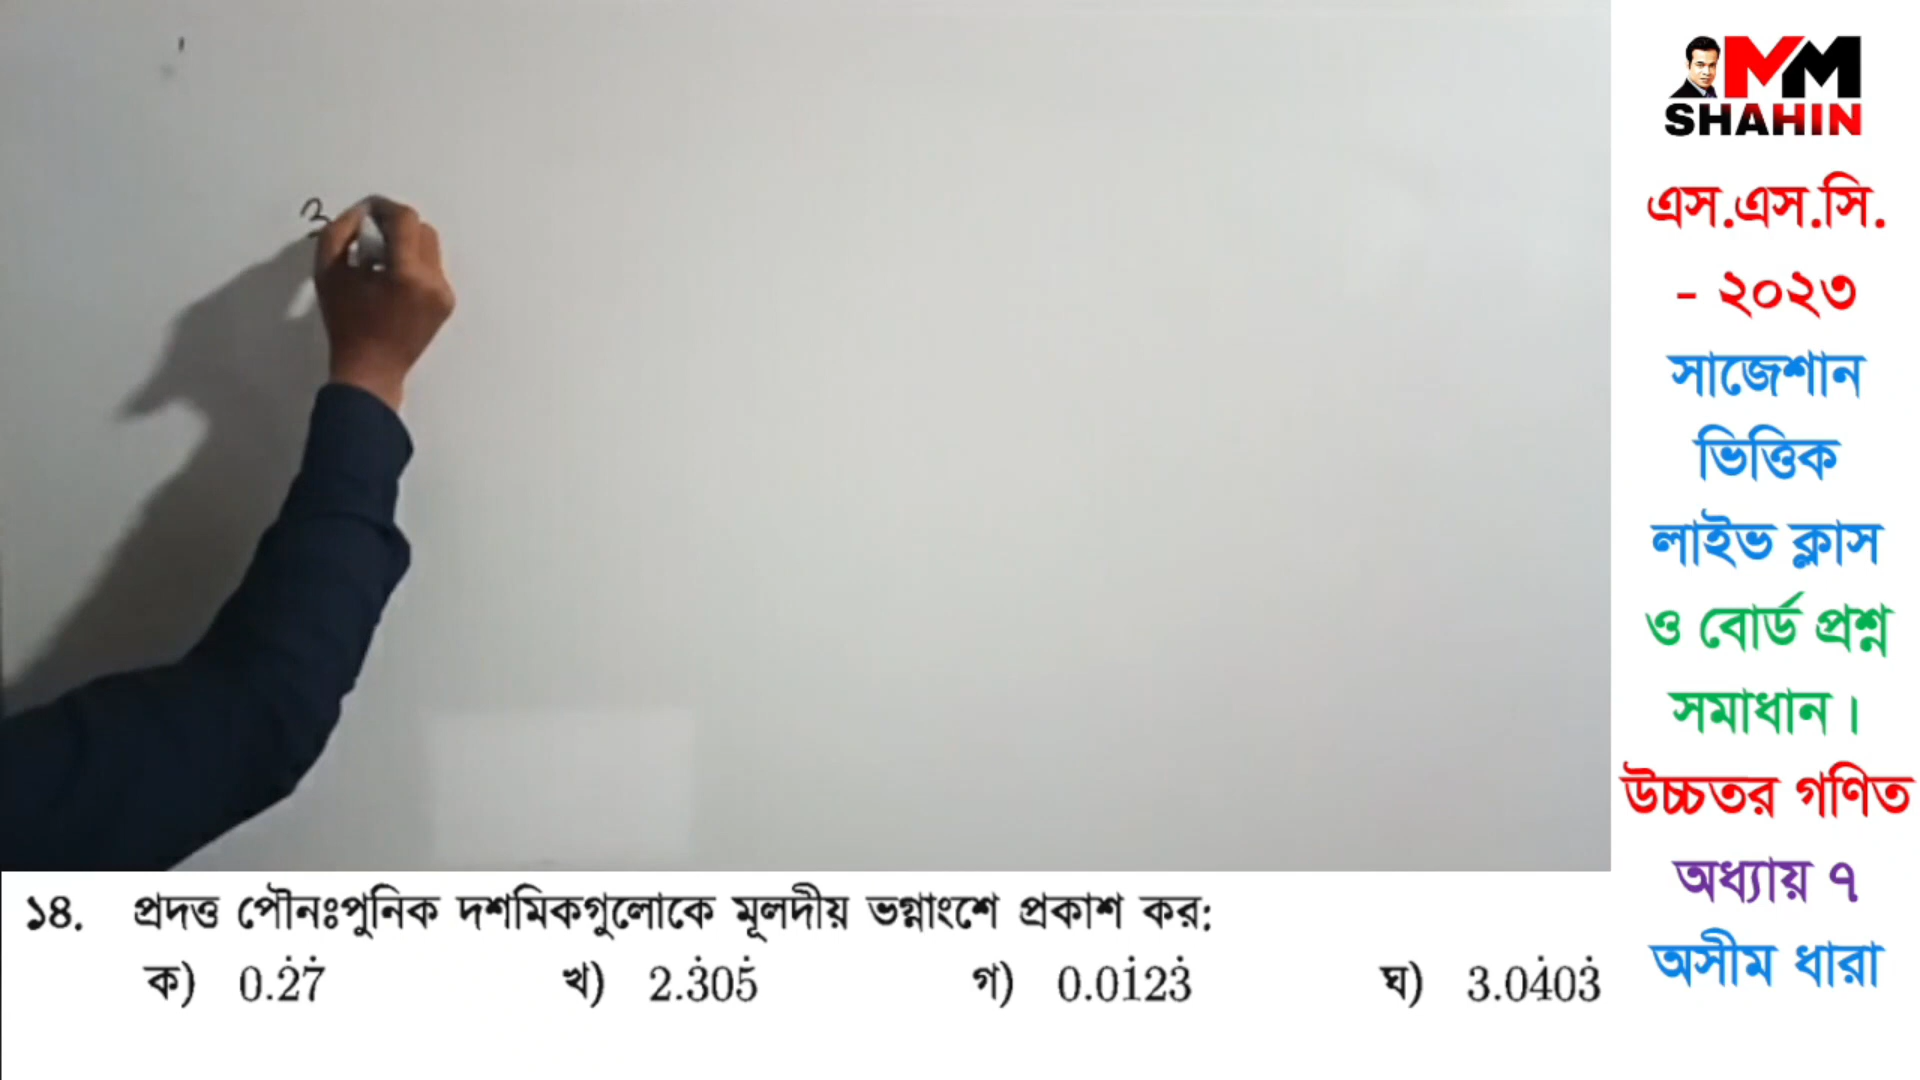 3
MM
SHAHIN
এস.এস.সি.
- ২০২৩
সাজেশান
ভিত্তিক
লাইভ ক্লাস
ও বোর্ড প্রশ্ন
সমাধান।
উচ্চতর গণিত
অধ্যায় ৭
অসীম ধারা
১৪. প্রদত্ত পৌনঃপুনিক দশমিকগুলোকে মূলদীয় ভগ্নাংশে প্রকাশ কর:
ক) 0.2̇7̇ খ) 2.3̇05̇ গ) 0.01̇23̇ ঘ) 3.04̇03̇